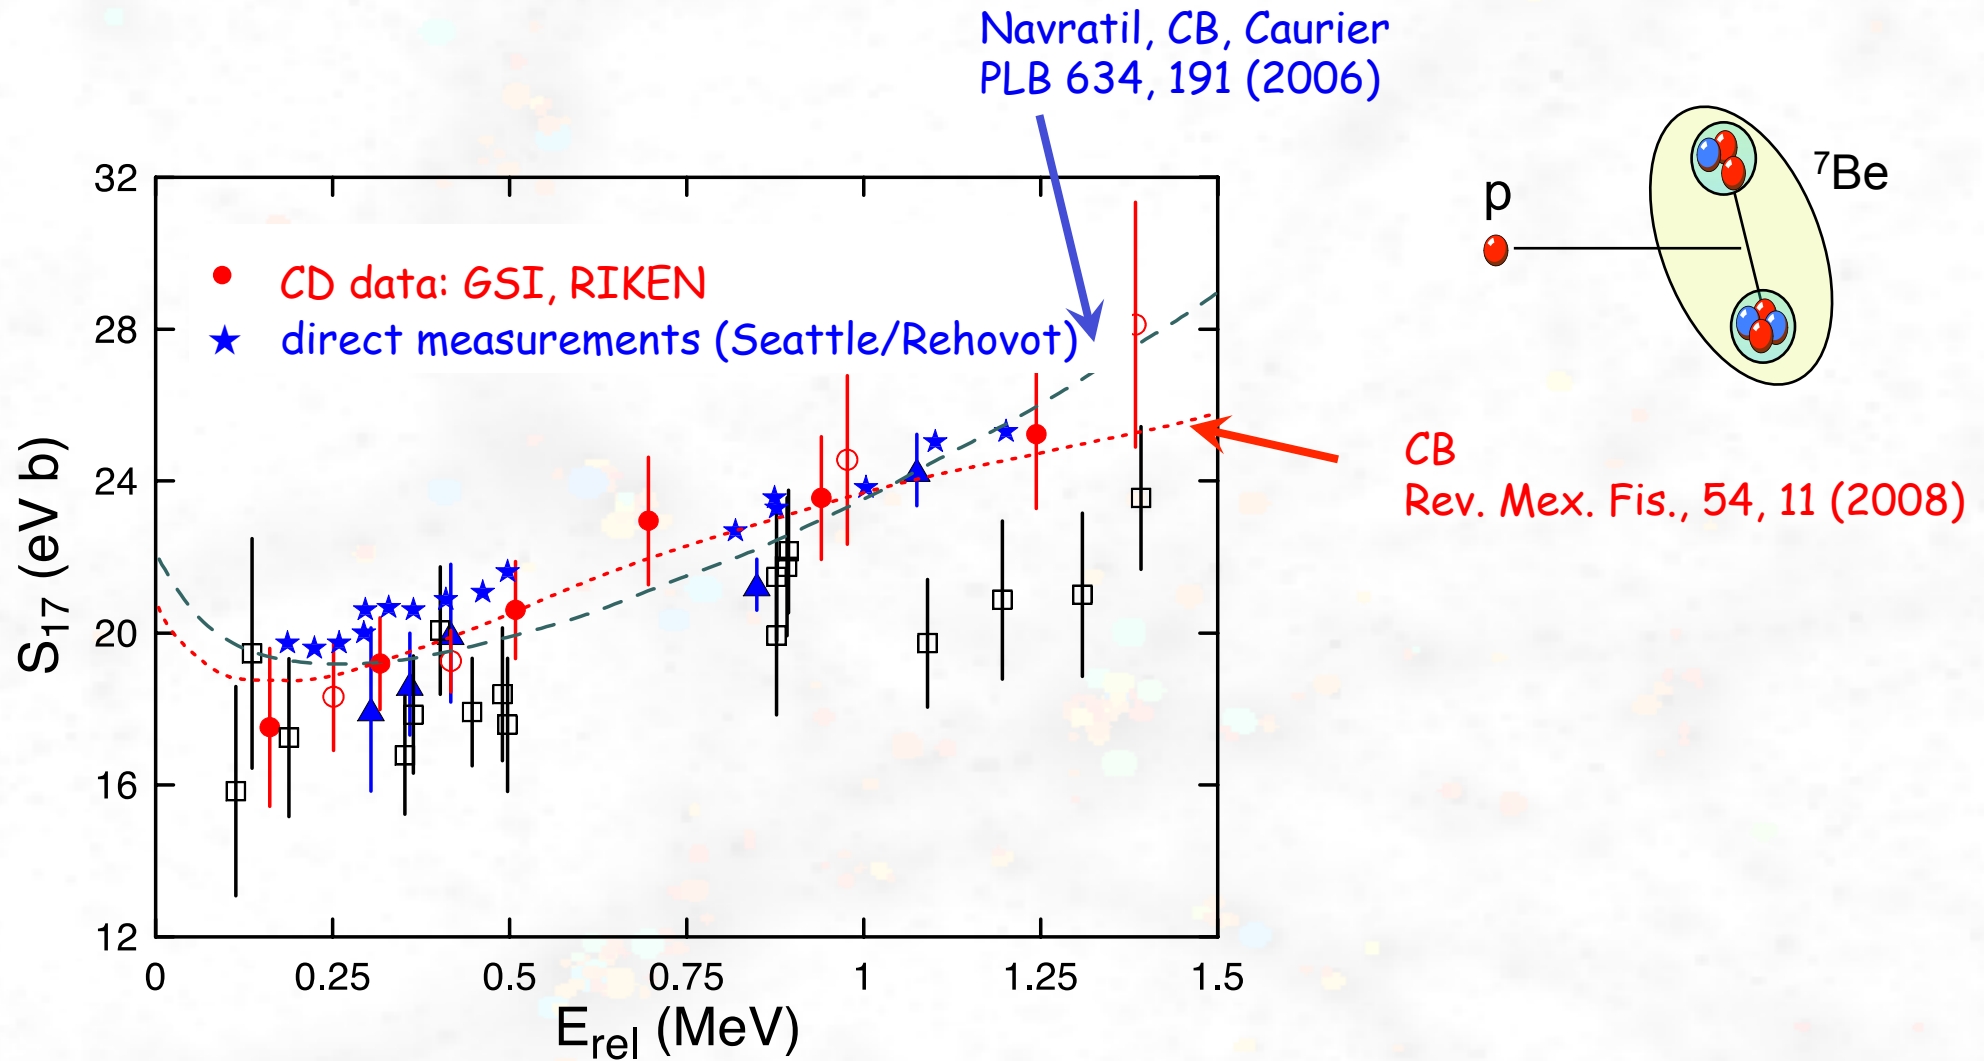 Navratil, CB, Caurier
PLB 634, 191 (2006)
p
⁷Be
32
CD data: GSI, RIKEN
28
direct measurements (Seattle/Rehovot)
24
CB
Rev. Mex. Fis., 54, 11 (2008)
S₁₇ (eV b)
20
16
12
0 0.25 0.5 0.75 1 1.25 1.5
E_rel (MeV)